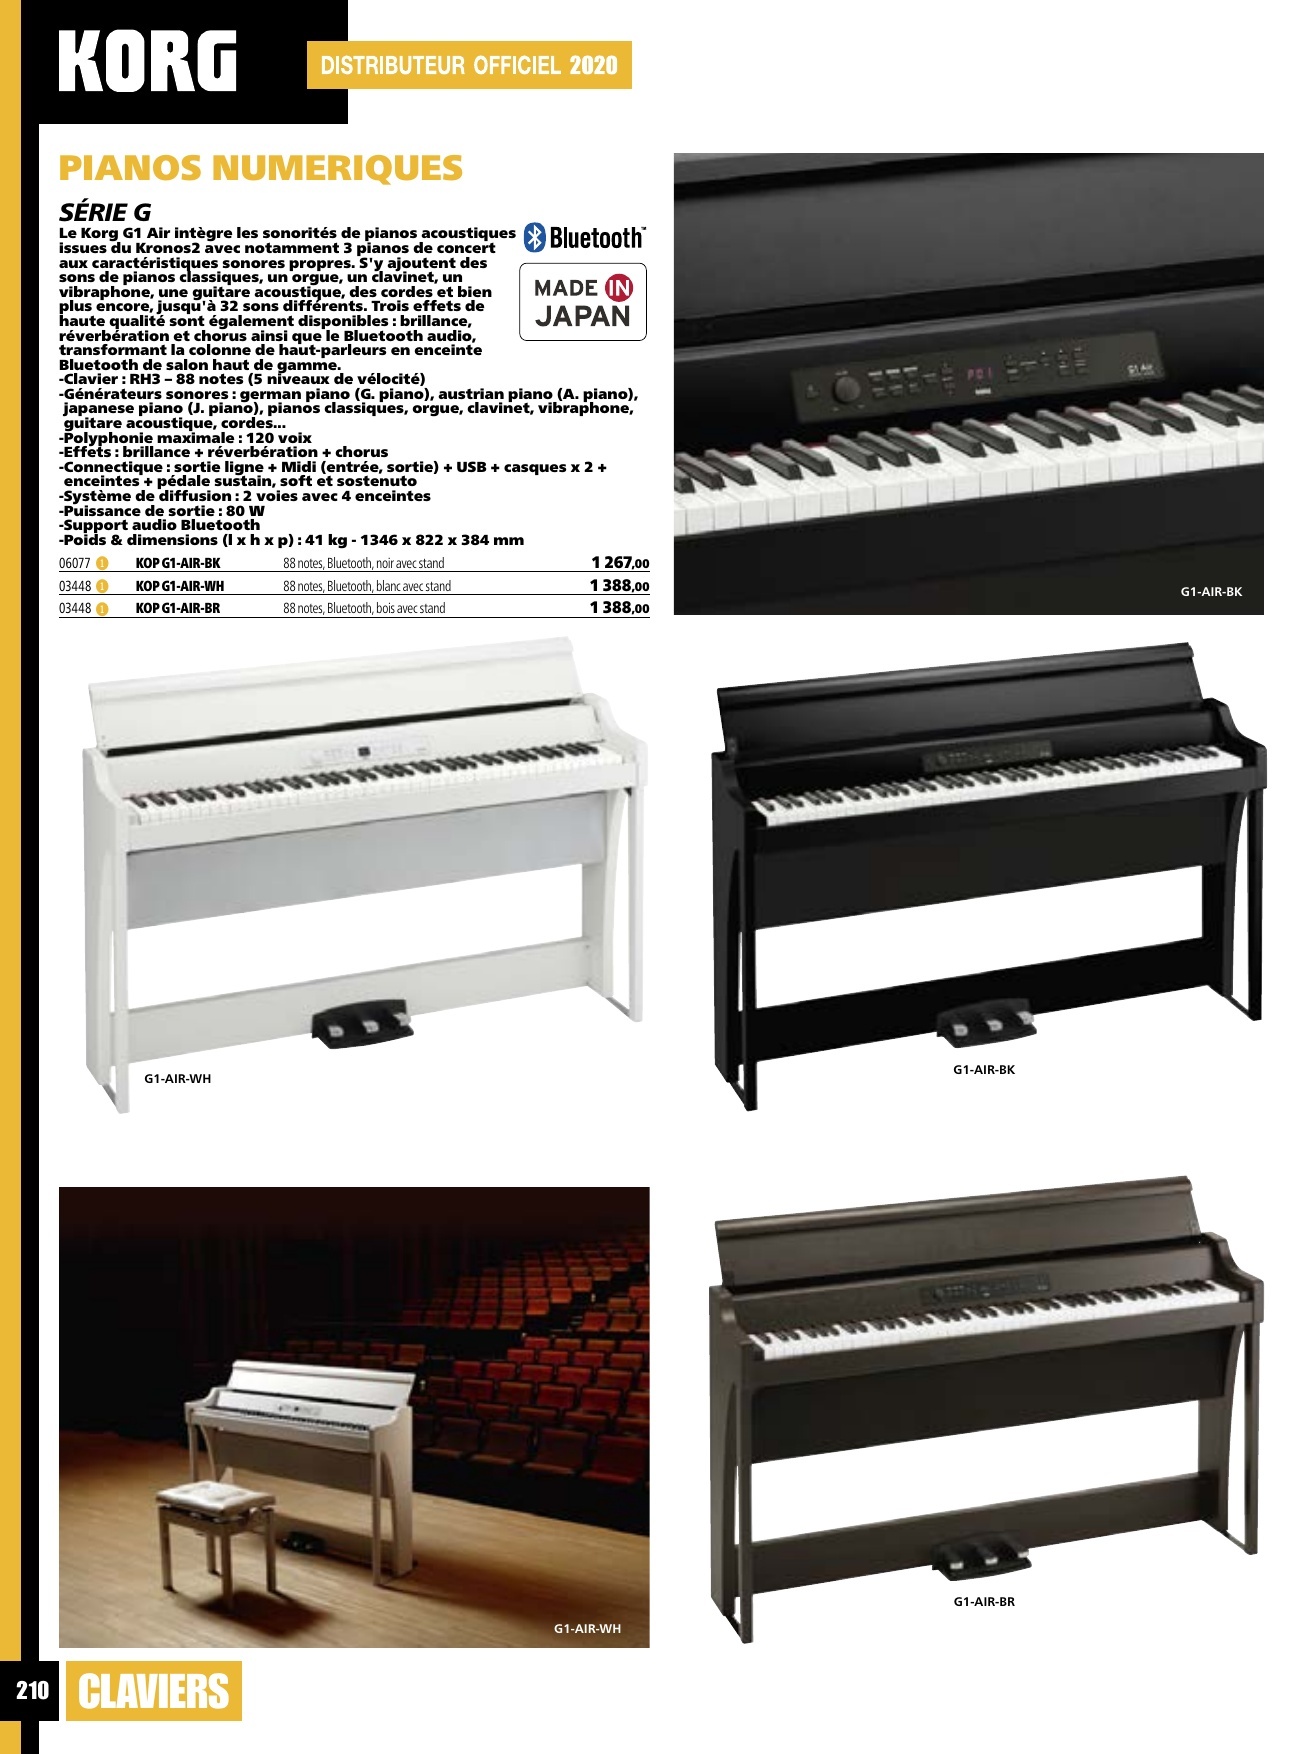 KORG
DISTRIBUTEUR OFFICIEL 2020
PIANOS NUMERIQUES
SÉRIE G
Le Korg G1 Air intègre les sonorités de pianos acoustiques
issues du Kronos2 avec notamment 3 pianos de concert
aux caractéristiques sonores propres. S'y ajoutent des
sons de pianos classiques, un orgue, un clavinet, un
vibraphone, une guitare acoustique, des cordes et bien
plus encore, jusqu'à 32 sons différents. Trois effets de
haute qualité sont également disponibles : brillance,
réverbération et chorus ainsi que le Bluetooth audio,
transformant la colonne de haut-parleurs en enceinte
Bluetooth de salon haut de gamme.
-Clavier : RH3 – 88 notes (5 niveaux de vélocité)
-Générateurs sonores : german piano (G. piano), austrian piano (A. piano),
japanese piano (J. piano), pianos classiques, orgue, clavinet, vibraphone,
guitare acoustique, cordes...
-Polyphonie maximale : 120 voix
-Effets : brillance + réverbération + chorus
-Connectique : sortie ligne + Midi (entrée, sortie) + USB + casques x 2 +
enceintes + pédale sustain, soft et sostenuto
-Système de diffusion : 2 voies avec 4 enceintes
-Puissance de sortie : 80 W
-Support audio Bluetooth
-Poids & dimensions (l x h x p) : 41 kg - 1346 x 822 x 384 mm
Bluetooth™
MADE IN
JAPAN
06077 1 KOP G1-AIR-BK 88 notes, Bluetooth, noir avec stand 1 267,00
03448 1 KOP G1-AIR-WH 88 notes, Bluetooth, blanc avec stand 1 388,00
03448 1 KOP G1-AIR-BR 88 notes, Bluetooth, bois avec stand 1 388,00
P01
G1 Air
KORG
G1-AIR-BK
G1-AIR-WH
G1-AIR-BK
G1-AIR-WH
G1-AIR-BR
210
CLAVIERS